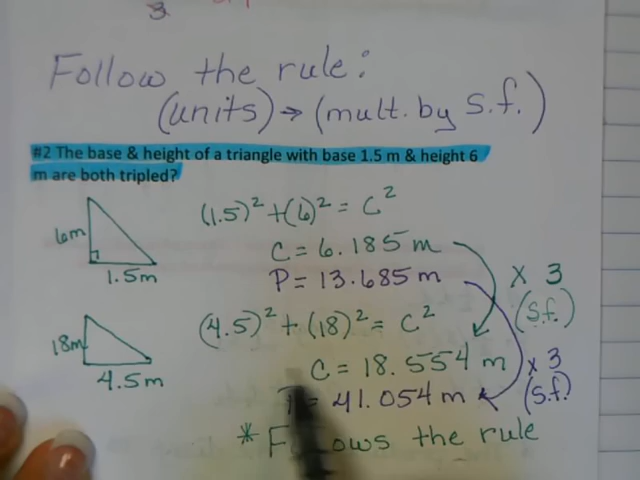 3
Follow the rule:
(units) → (mult. by s.f.)
#2 The base & height of a triangle with base 1.5 m & height 6
m are both tripled?
(1.5)² + (6)² = c²
6m
c = 6.185 m
1.5m
P = 13.685 m
x 3
(s.f.)
(4.5)² + (18)² = c²
18m
c = 18.554 m
4.5m
x 3
(s.f.)
= 41.054 m
* Follows the rule